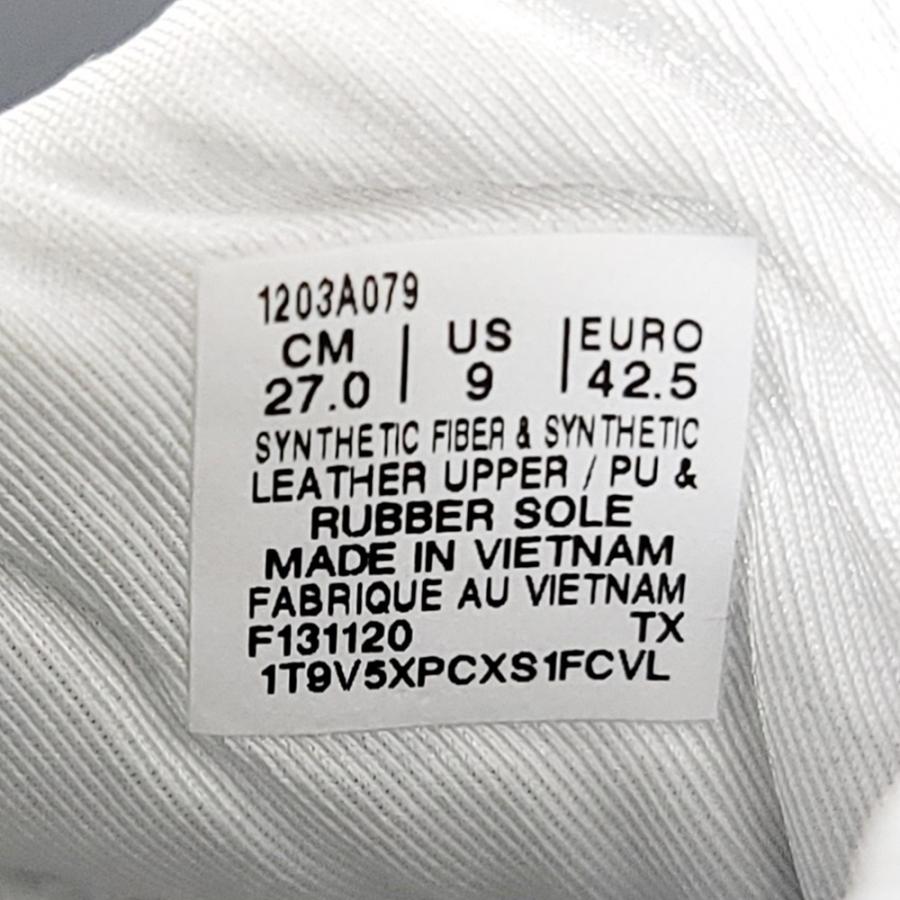 1203A079
CM | US | EURO
27.0 | 9 | 42.5
SYNTHETIC FIBER & SYNTHETIC
LEATHER UPPER / PU &
RUBBER SOLE
MADE IN VIETNAM
FABRIQUE AU VIETNAM
F131120 TX
1T9V5XPCXS1FCVL